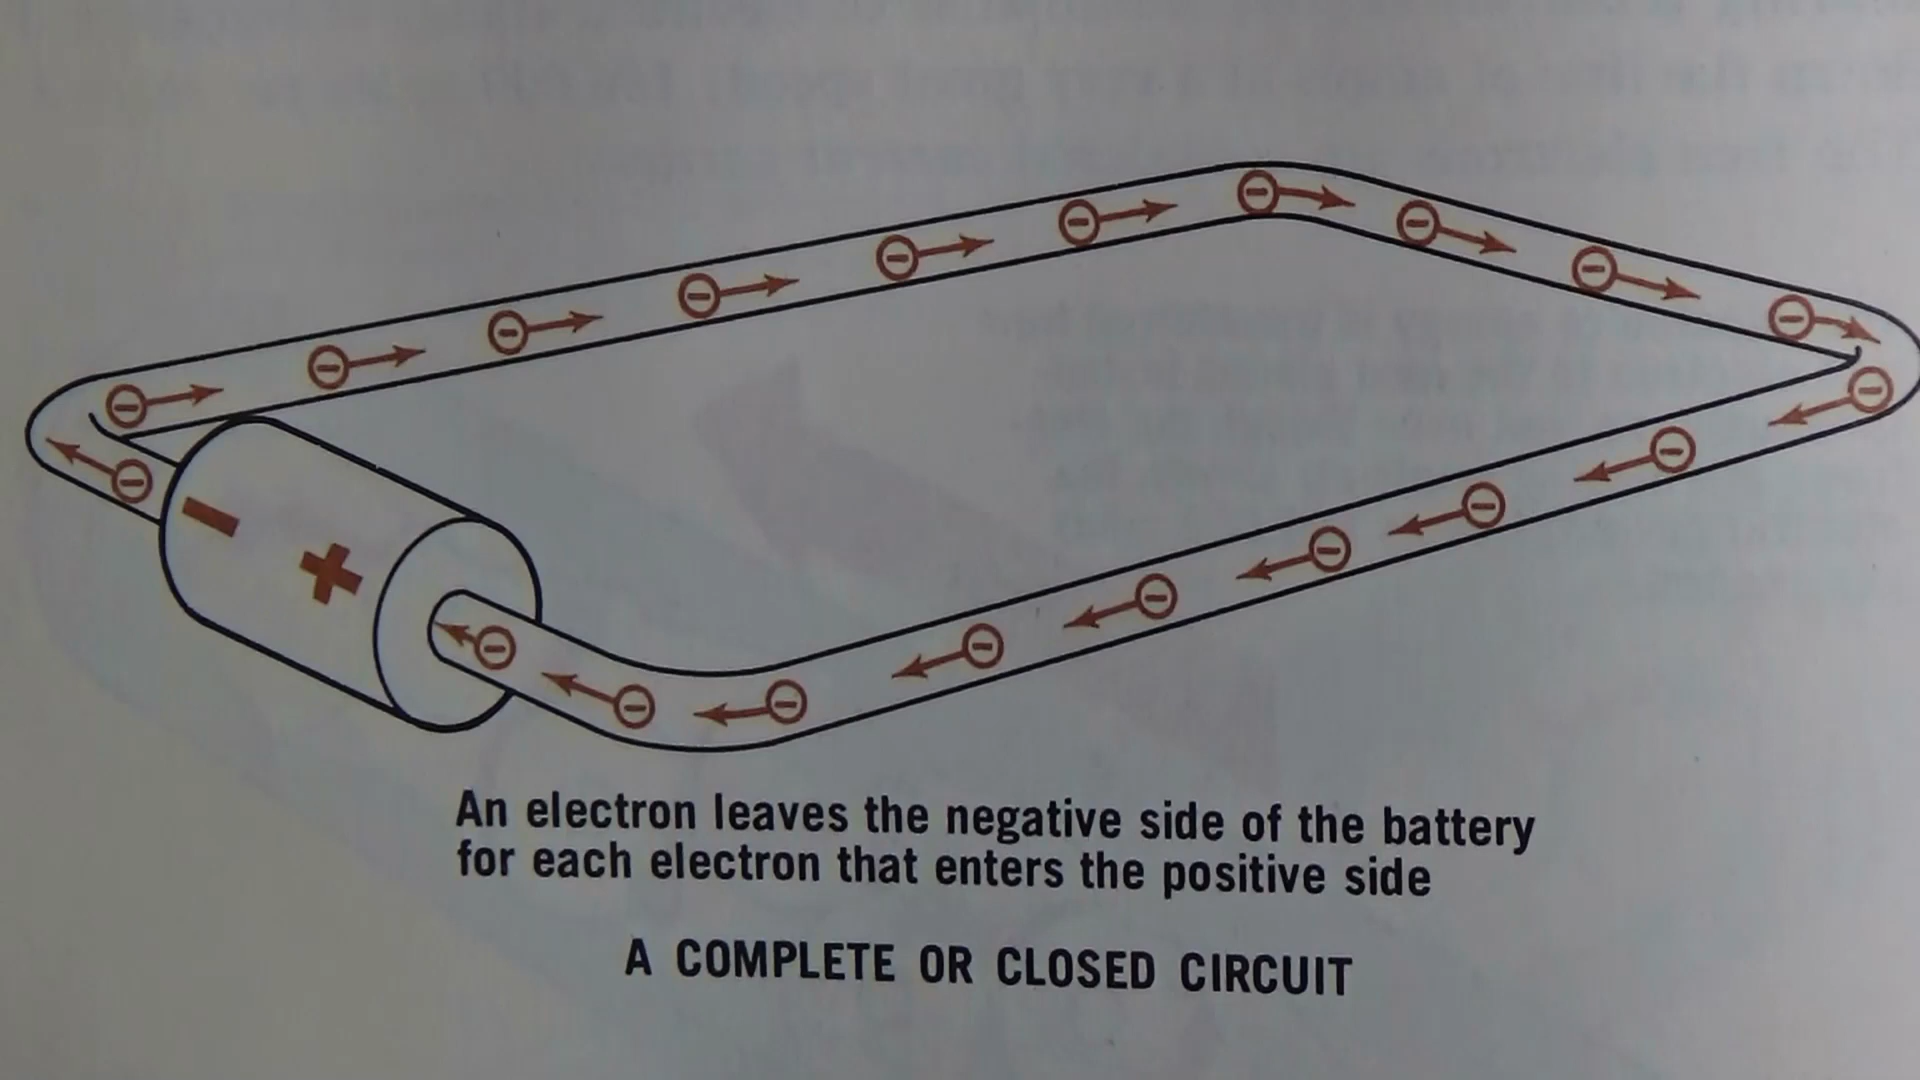 − +
An electron leaves the negative side of the battery
for each electron that enters the positive side
A COMPLETE OR CLOSED CIRCUIT